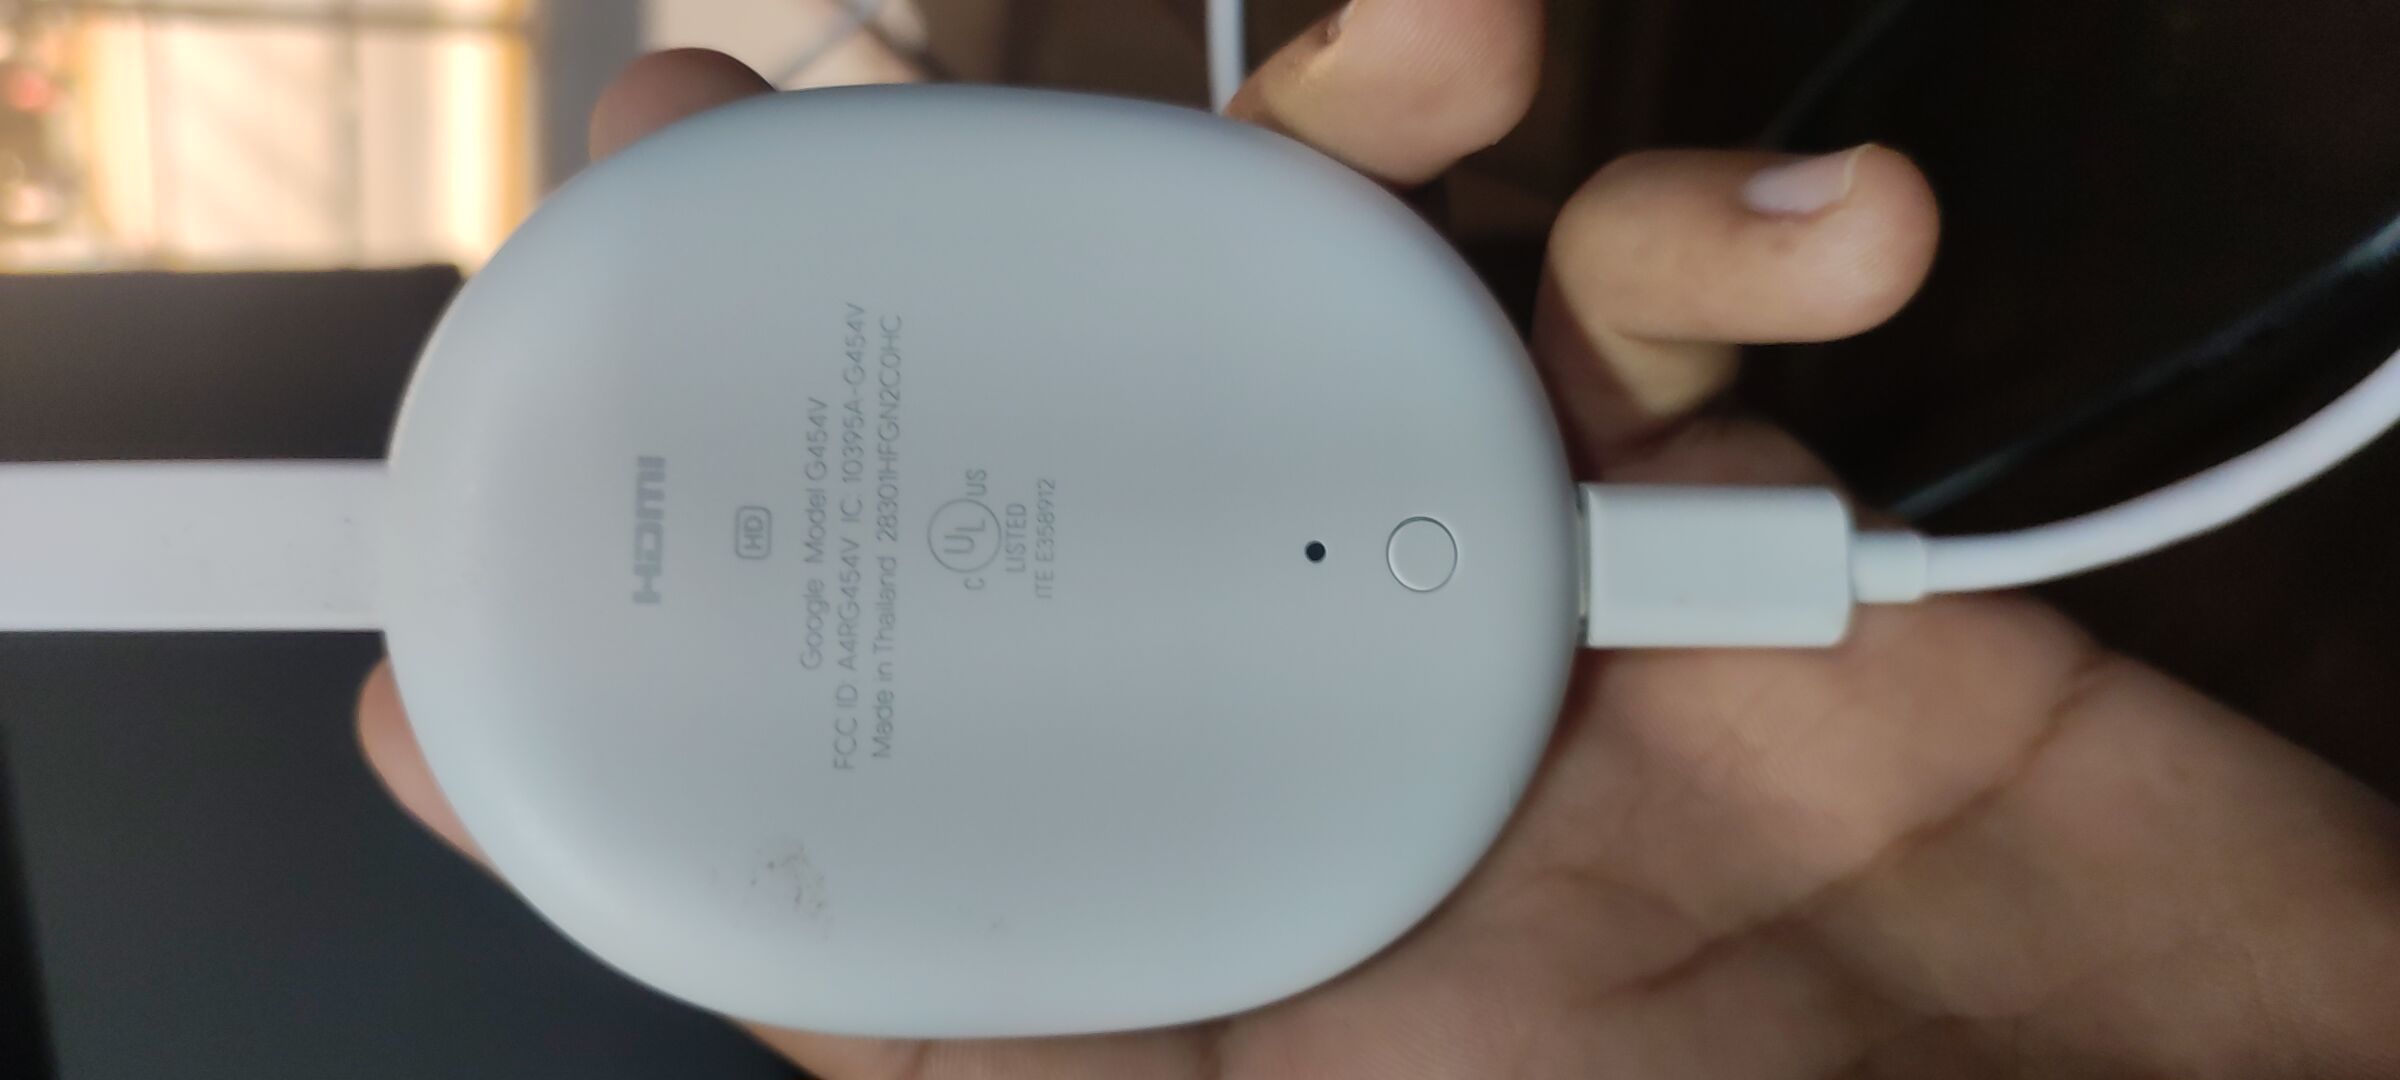 HDMI
HD
Google Model G454V
FCC ID: A4RG454V IC: 10395A-G454V
Made in Thailand 28301HFGN2C0HC
C UL US
LISTED
ITE E358912